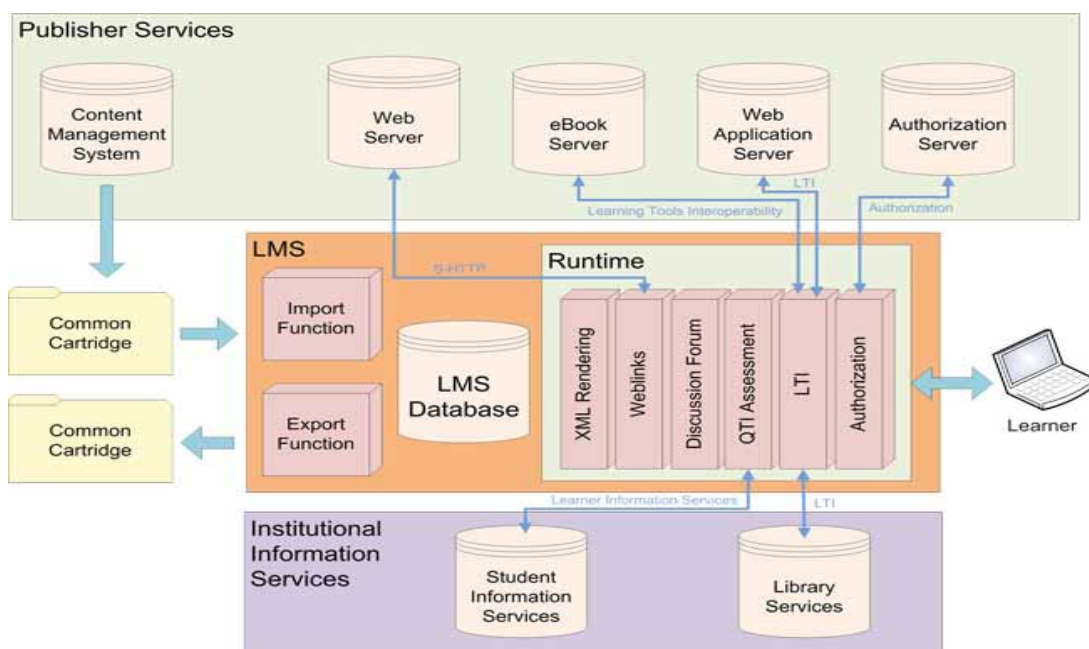 Publisher Services
Content
Management
System
Web
Server
eBook
Server
Web
Application
Server
Authorization
Server
LTI
Learning Tools Interoperability
Authorization
LMS
S-HTTP
Runtime
Common
Cartridge
Import
Function
LMS
Database
XML Rendering
Weblinks
Discussion Forum
QTI Assessment
LTI
Authorization
Learner
Common
Cartridge
Export
Function
Learner Information Services
LTI
Institutional
Information
Services
Student
Information
Services
Library
Services